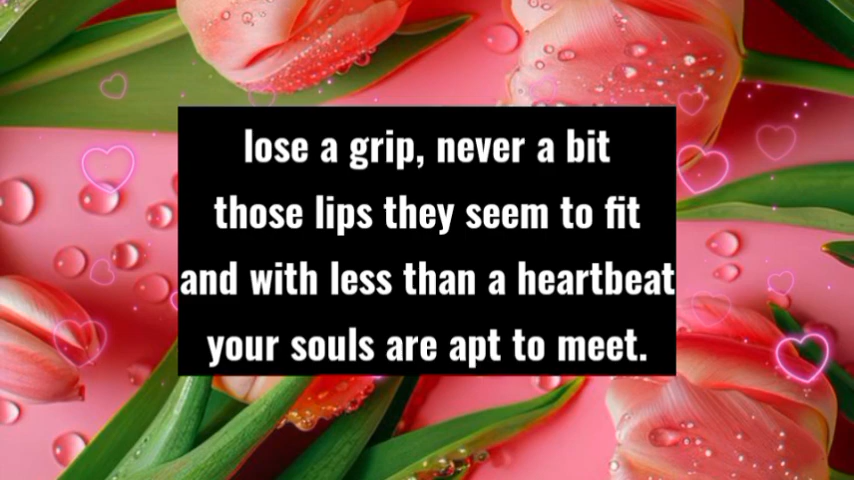 lose a grip, never a bit
those lips they seem to fit
and with less than a heartbeat
your souls are apt to meet.